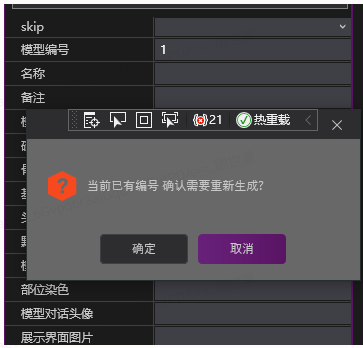 skip
模型编号 1
名称
备注
21 热重载
当前已有编号 确认需要重新生成?
确定 取消
部位染色
模型对话头像
展示界面图片